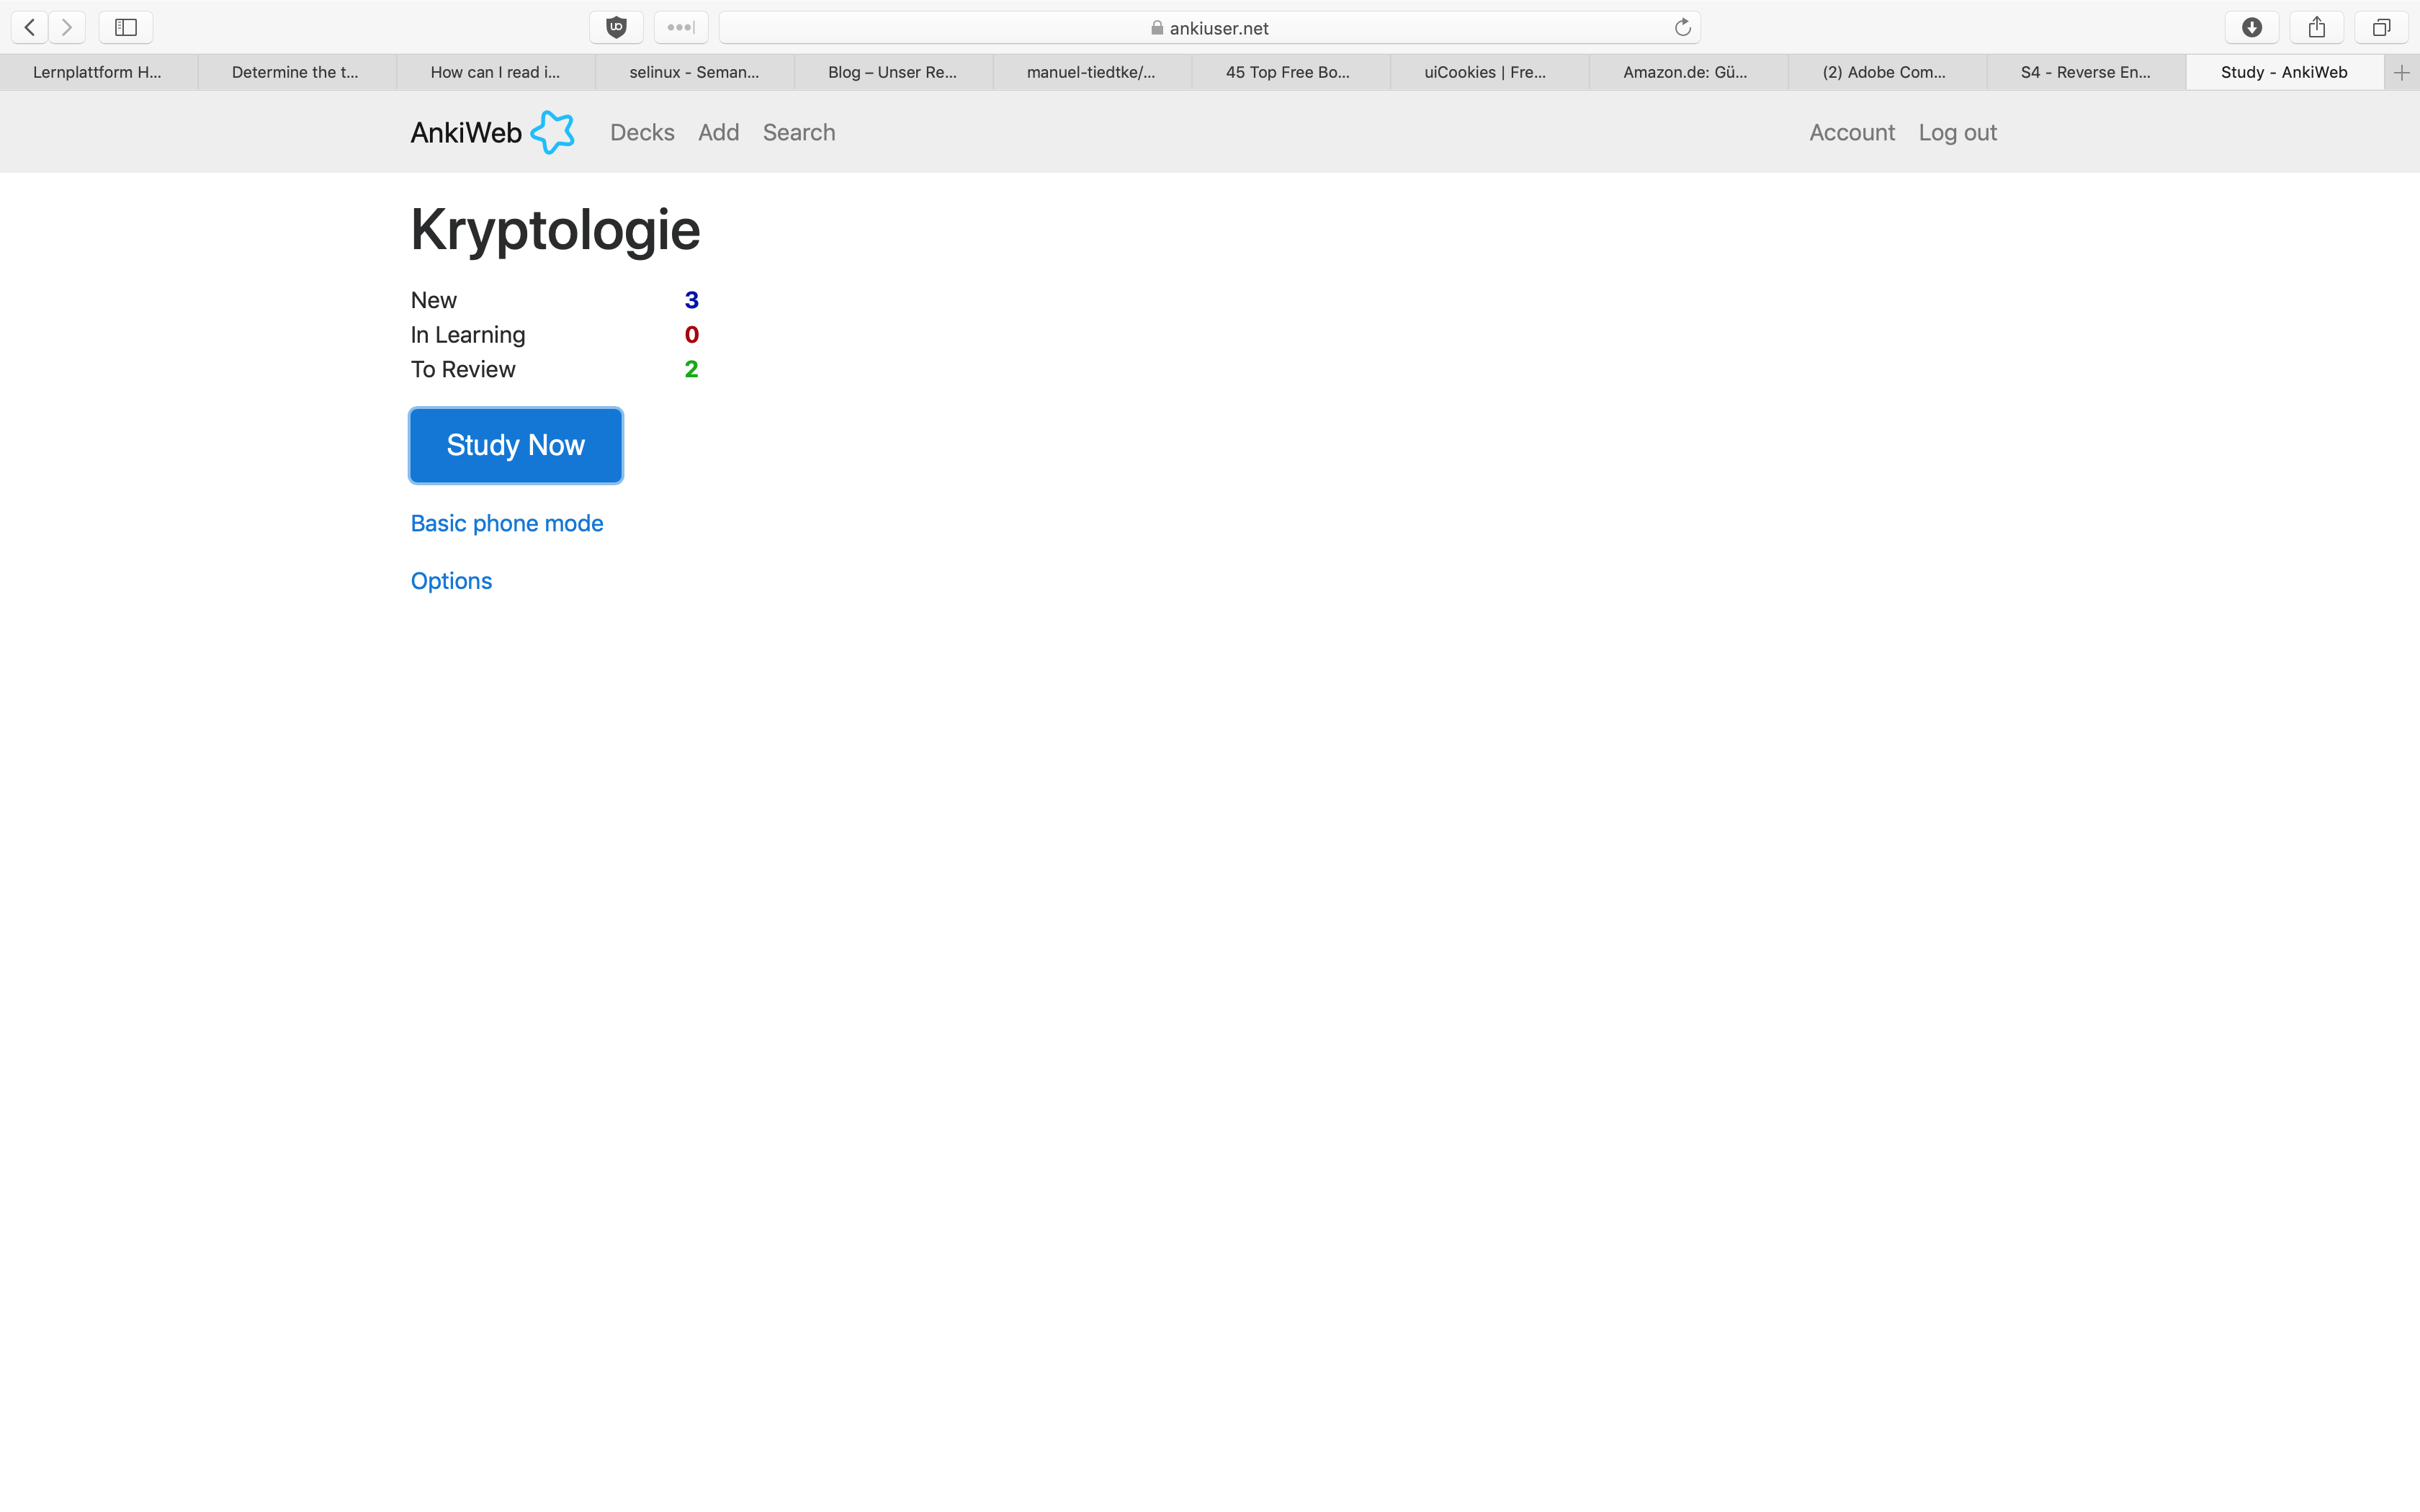 ankiuser.net
Lernplattform H... Determine the t... How can I read i... selinux - Seman... Blog – Unser Re... manuel-tiedtke/... 45 Top Free Bo... uiCookies | Fre... Amazon.de: Gü... (2) Adobe Com... S4 - Reverse En... Study - AnkiWeb
AnkiWeb Decks Add Search Account Log out
Kryptologie
New 3
In Learning 0
To Review 2
Study Now
Basic phone mode
Options